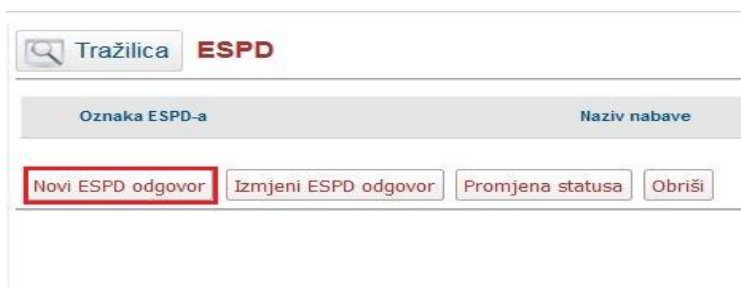 Tražilica ESPD
Oznaka ESPD-a Naziv nabave
Novi ESPD odgovor Izmjeni ESPD odgovor Promjena statusa Obriši